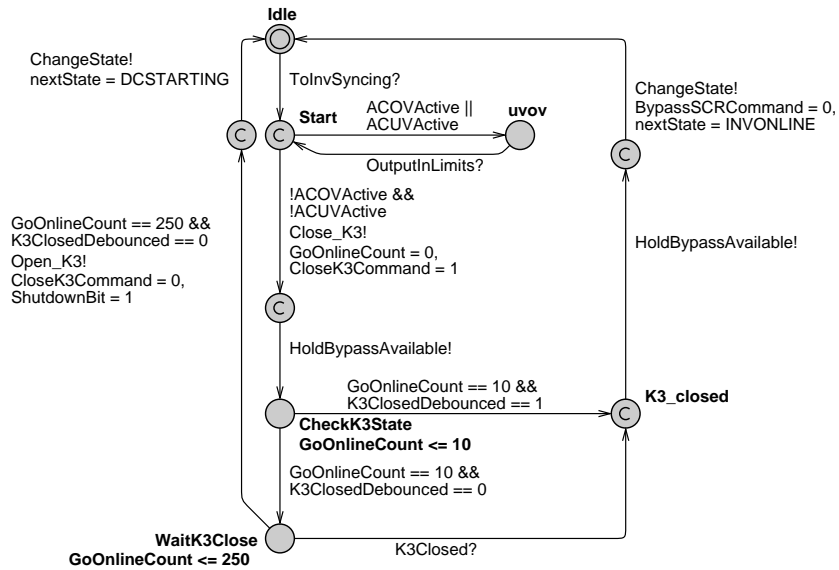 Idle
ChangeState!
nextState = DCSTARTING
ToInvSyncing?
ChangeState!
BypassSCRCommand = 0,
nextState = INVONLINE
C
Start
C
ACOVActive ||
ACUVActive
uvov
OutputInLimits?
C
!ACOVActive &&
!ACUVActive
Close_K3!
GoOnlineCount = 0,
CloseK3Command = 1
GoOnlineCount == 250 &&
K3ClosedDebounced == 0
Open_K3!
CloseK3Command = 0,
ShutdownBit = 1
HoldBypassAvailable!
C
HoldBypassAvailable!
GoOnlineCount == 10 &&
K3ClosedDebounced == 1
K3_closed
C
CheckK3State
GoOnlineCount <= 10
GoOnlineCount == 10 &&
K3ClosedDebounced == 0
WaitK3Close
GoOnlineCount <= 250
K3Closed?